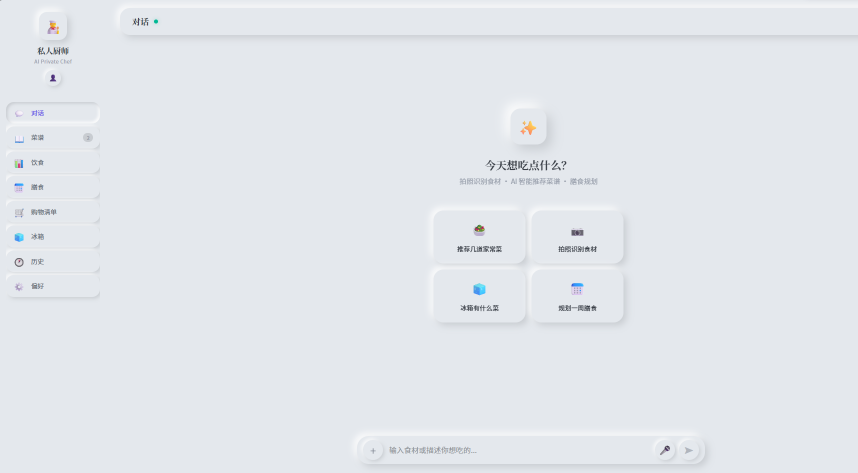 私人厨师
AI Private Chef
对话
菜谱
饮食
膳食
购物清单
冰箱
历史
偏好
对话
今天想吃点什么?
拍照识别食材 · AI 智能推荐菜谱 · 膳食规划
推荐几道家常菜
拍照识别食材
冰箱有什么菜
规划一周膳食
输入食材或描述你想吃的...